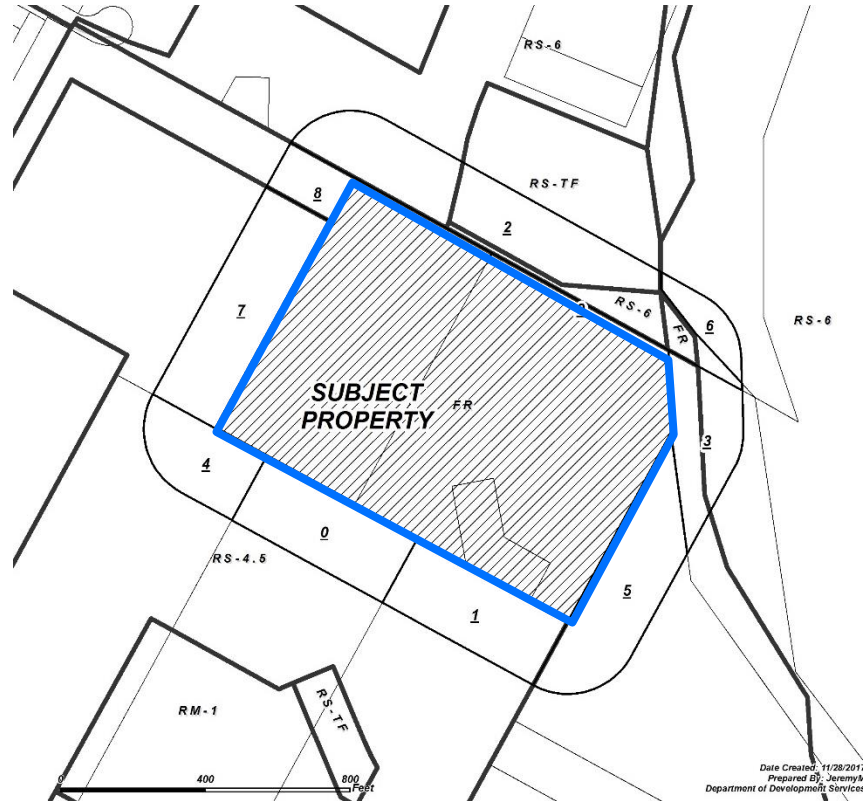 RS-6
RS-TF
8
2
7
RS-6
6
FR
RS-6
SUBJECT
PROPERTY
FR
3
4
0
RS-4.5
5
1
RM-1
RS-TF
0
400
800
Feet
Date Created: 11/28/2017
Prepared By: JeremyM
Department of Development Services